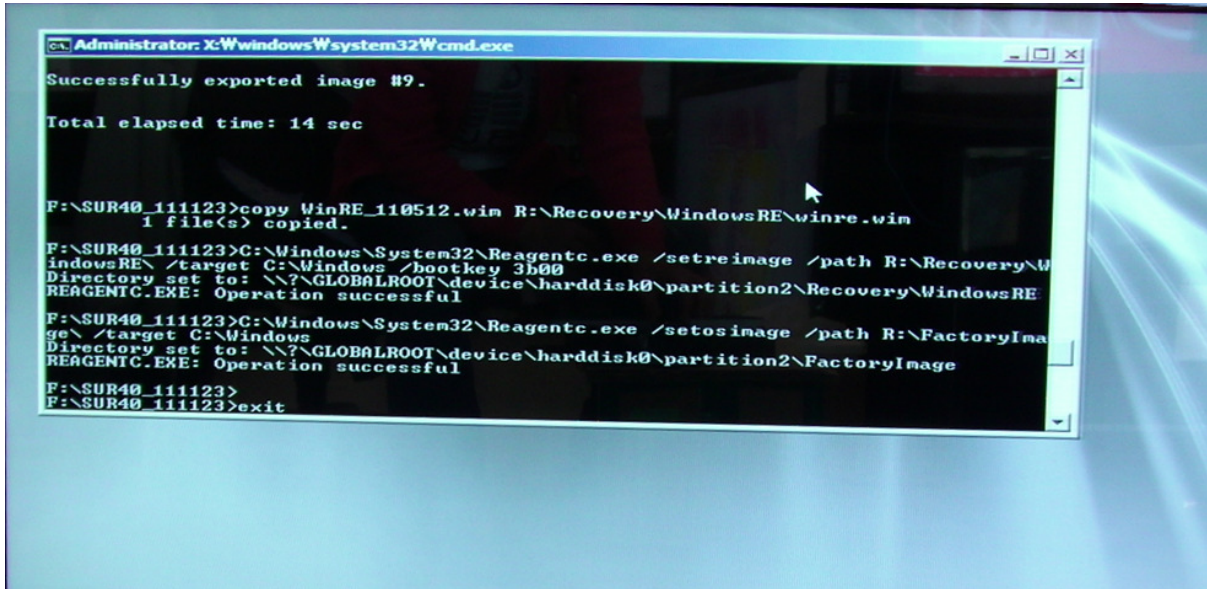 Administrator: X:₩windows₩system32₩cmd.exe
Successfully exported image #9.
Total elapsed time: 14 sec
F:\SUR40_111123>copy WinRE_110512.wim R:\Recovery\WindowsRE\winre.wim
1 file(s) copied.
F:\SUR40_111123>C:\Windows\System32\Reagentc.exe /setreimage /path R:\Recovery\W
indowsRE\ /target C:\Windows /bootkey 3b00
Directory set to: \\?\GLOBALROOT\device\harddisk0\partition2\Recovery\WindowsRE
REAGENTC.EXE: Operation successful
F:\SUR40_111123>C:\Windows\System32\Reagentc.exe /setosimage /path R:\FactoryIma
ge\ /target C:\Windows
Directory set to: \\?\GLOBALROOT\device\harddisk0\partition2\FactoryImage
REAGENTC.EXE: Operation successful
F:\SUR40_111123>
F:\SUR40_111123>exit